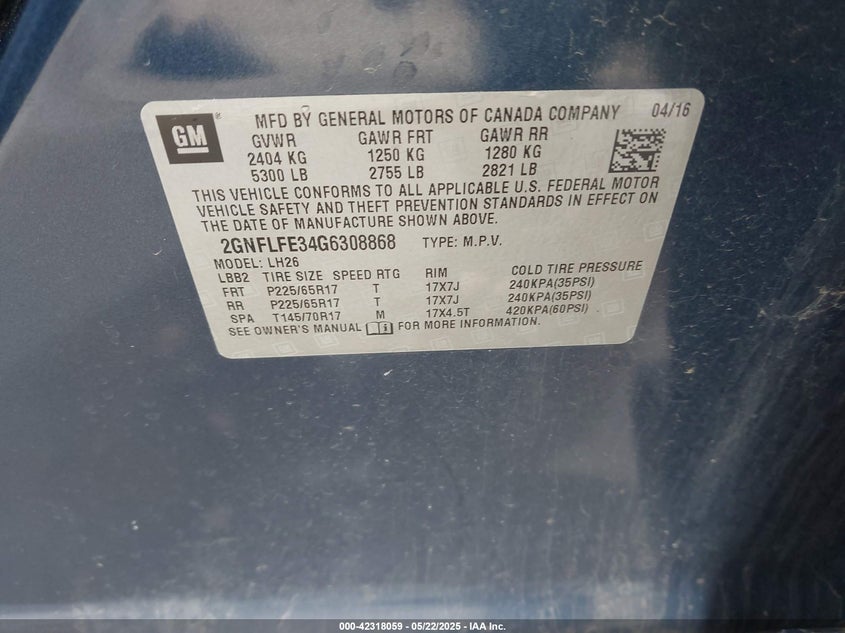 GM ® MFD BY GENERAL MOTORS OF CANADA COMPANY 04/16
GVWR GAWR FRT GAWR RR
2404 KG 1250 KG 1280 KG
5300 LB 2755 LB 2821 LB
THIS VEHICLE CONFORMS TO ALL APPLICABLE U.S. FEDERAL MOTOR
VEHICLE SAFETY AND THEFT PREVENTION STANDARDS IN EFFECT ON
THE DATE OF MANUFACTURE SHOWN ABOVE.
2GNFLFE34G6308868 TYPE: M.P.V.
MODEL: LH26
LBB2 TIRE SIZE SPEED RTG RIM COLD TIRE PRESSURE
FRT P225/65R17 T 17X7J 240KPA(35PSI)
RR P225/65R17 T 17X7J 240KPA(35PSI)
SPA T145/70R17 M 17X4.5T 420KPA(60PSI)
SEE OWNER'S MANUAL FOR MORE INFORMATION.
000-42318059 - 05/22/2025 - IAA Inc.